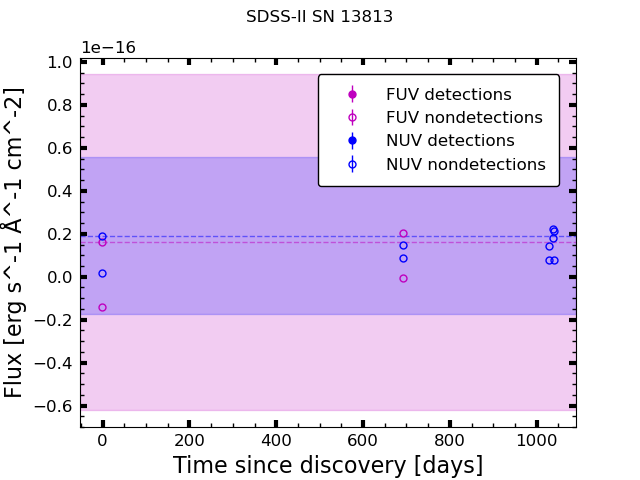 SDSS-II SN 13813
1e−16
1.0
0.8
0.6
0.4
0.2
0.0
−0.2
−0.4
−0.6
Flux [erg s^-1 Å^-1 cm^-2]
FUV detections
FUV nondetections
NUV detections
NUV nondetections
0 200 400 600 800 1000
Time since discovery [days]